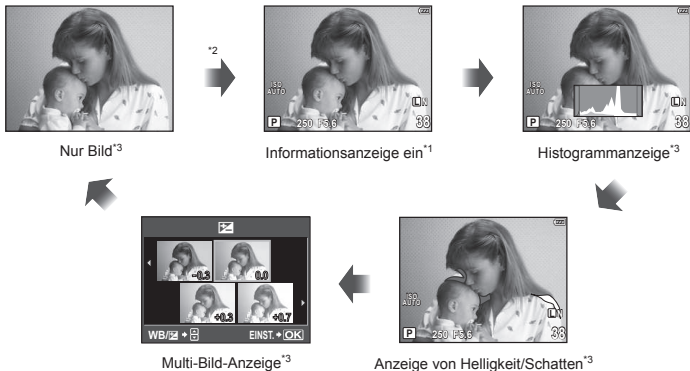 *2
ISO
AUTO
P 250 F5,6
L N
38
ISO
AUTO
P 250 F5,6
L N
38
Nur Bild*3
Informationsanzeige ein*1
Histogrammanzeige*3
-0.3 0.0
+0.3 +0.7
WB/ EINST. OK
ISO
AUTO
P 250 F5,6
L N
38
Multi-Bild-Anzeige*3
Anzeige von Helligkeit/Schatten*3